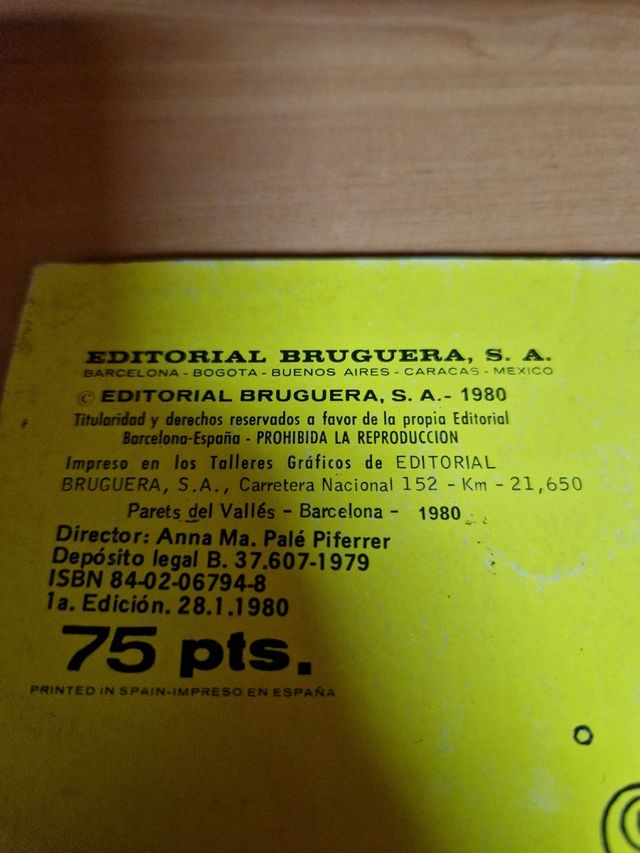 EDITORIAL BRUGUERA, S. A.
BARCELONA - BOGOTA - BUENOS AIRES - CARACAS - MEXICO
© EDITORIAL BRUGUERA, S. A.- 1980
Titularidad y derechos reservados a favor de la propia Editorial
Barcelona-España - PROHIBIDA LA REPRODUCCION
Impreso en los Talleres Gráficos de EDITORIAL
BRUGUERA, S.A., Carretera Nacional 152 - Km - 21,650
Parets del Vallés - Barcelona - 1980
Director: Anna Ma. Palé Piferrer
Depósito legal B. 37.607-1979
ISBN 84-02-06794-8
1a. Edición. 28.1.1980
75 pts.
PRINTED IN SPAIN-IMPRESO EN ESPAÑA